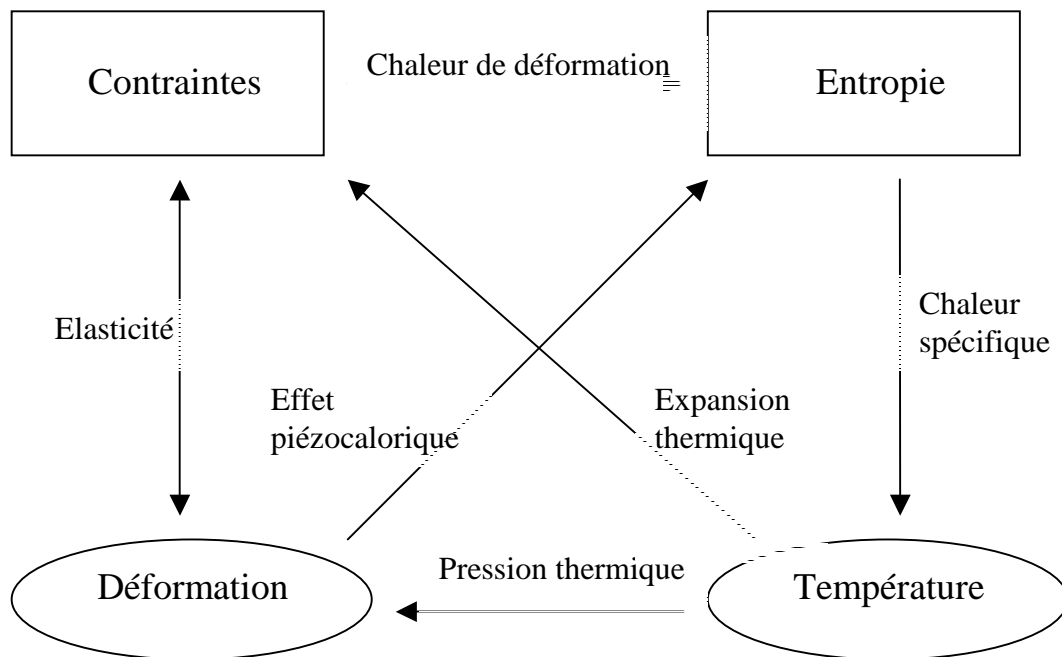 Contraintes
Chaleur de déformation
Entropie
Elasticité
Chaleur
spécifique
Effet
piézocalorique
Expansion
thermique
Déformation
Pression thermique
Température